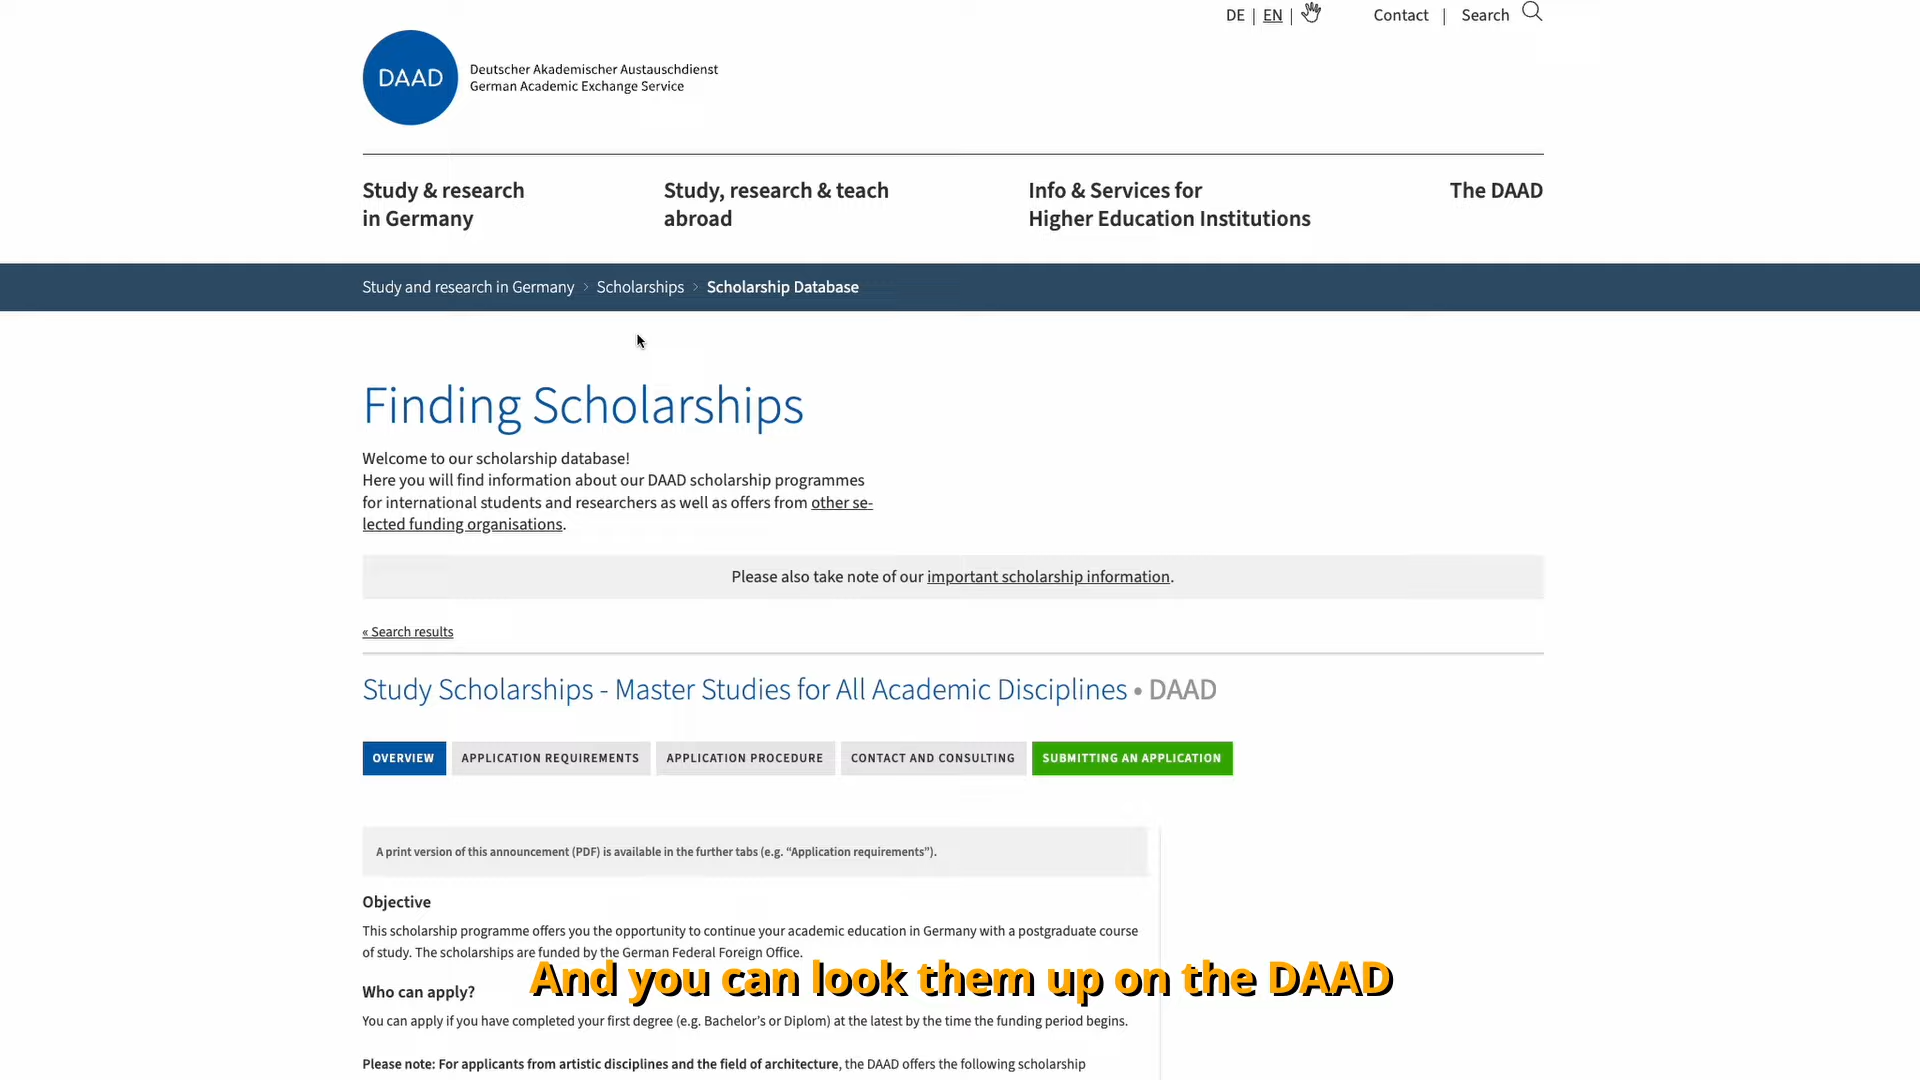 DE | EN |
Contact | Search
DAAD
Deutscher Akademischer Austauschdienst
German Academic Exchange Service
Study & research
in Germany
Study, research & teach
abroad
Info & Services for
Higher Education Institutions
The DAAD
Study and research in Germany > Scholarships > Scholarship Database
Finding Scholarships
Welcome to our scholarship database!
Here you will find information about our DAAD scholarship programmes
for international students and researchers as well as offers from other se-
lected funding organisations.
Please also take note of our important scholarship information.
« Search results
Study Scholarships - Master Studies for All Academic Disciplines • DAAD
OVERVIEW
APPLICATION REQUIREMENTS
APPLICATION PROCEDURE
CONTACT AND CONSULTING
SUBMITTING AN APPLICATION
A print version of this announcement (PDF) is available in the further tabs (e.g. “Application requirements”).
Objective
This scholarship programme offers you the opportunity to continue your academic education in Germany with a postgraduate course
of study. The scholarships are funded by the German Federal Foreign Office.
And you can look them up on the DAAD
Who can apply?
You can apply if you have completed your first degree (e.g. Bachelor’s or Diplom) at the latest by the time the funding period begins.
Please note: For applicants from artistic disciplines and the field of architecture, the DAAD offers the following scholarship